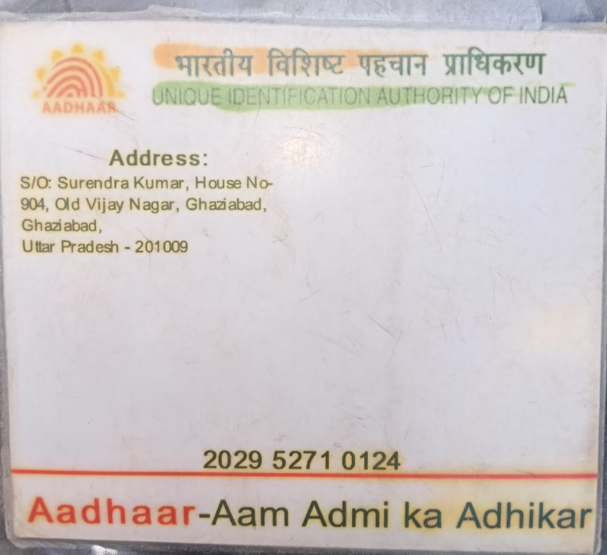 भारतीय विशिष्ट पहचान प्राधिकरण
AADHAAR
UNIQUE IDENTIFICATION AUTHORITY OF INDIA
Address:
S/O: Surendra Kumar, House No-
904, Old Vijay Nagar, Ghaziabad,
Ghaziabad,
Uttar Pradesh - 201009
2029 5271 0124
Aadhaar-Aam Admi ka Adhikar